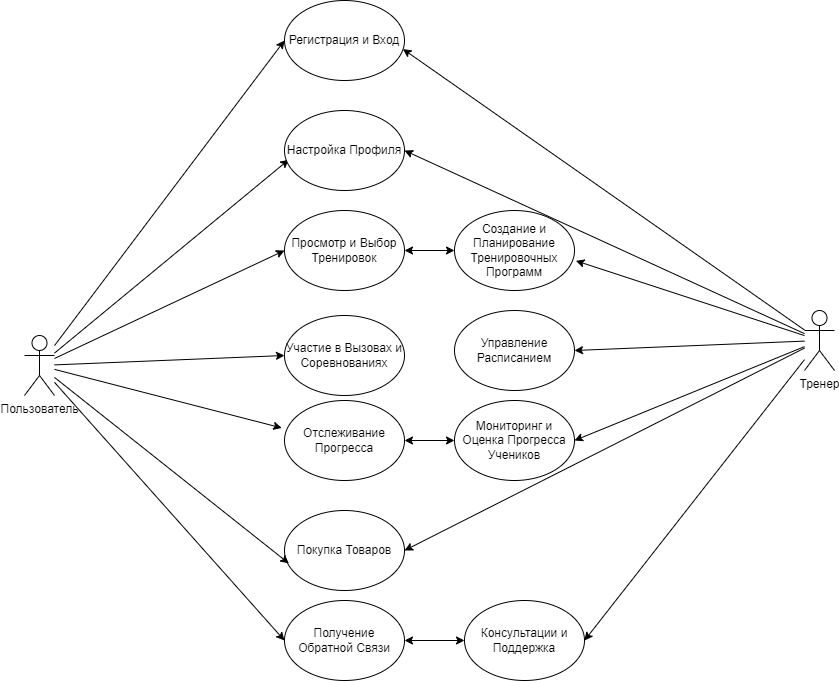 Регистрация и Вход
Настройка Профиля
Просмотр и Выбор
Тренировок
Создание и
Планирование
Тренировочных
Программ
Участие в Вызовах и
Соревнованиях
Управление
Расписанием
Пользователь
Тренер
Отслеживание
Прогресса
Мониторинг и
Оценка Прогресса
Учеников
Покупка Товаров
Получение
Обратной Связи
Консультации и
Поддержка